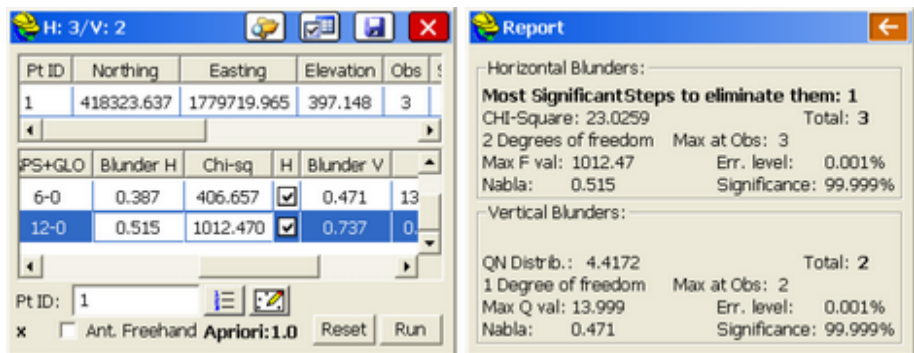 H: 3/V: 2
Pt ID Northing Easting Elevation Obs
1 418323.637 1779719.965 397.148 3
PS+GLO Blunder H Chi-sq H Blunder V
6-0 0.387 406.657 0.471 13
12-0 0.515 1012.470 0.737 0.
Pt ID: 1
x Ant. Freehand Apriori:1.0 Reset Run
Report
Horizontal Blunders:
Most SignificantSteps to eliminate them: 1
CHI-Square: 23.0259 Total: 3
2 Degrees of freedom Max at Obs: 3
Max F val: 1012.47 Err. level: 0.001%
Nabla: 0.515 Significance: 99.999%
Vertical Blunders:
QN Distrib.: 4.4172 Total: 2
1 Degree of freedom Max at Obs: 2
Max Q val: 13.999 Err. level: 0.001%
Nabla: 0.471 Significance: 99.999%